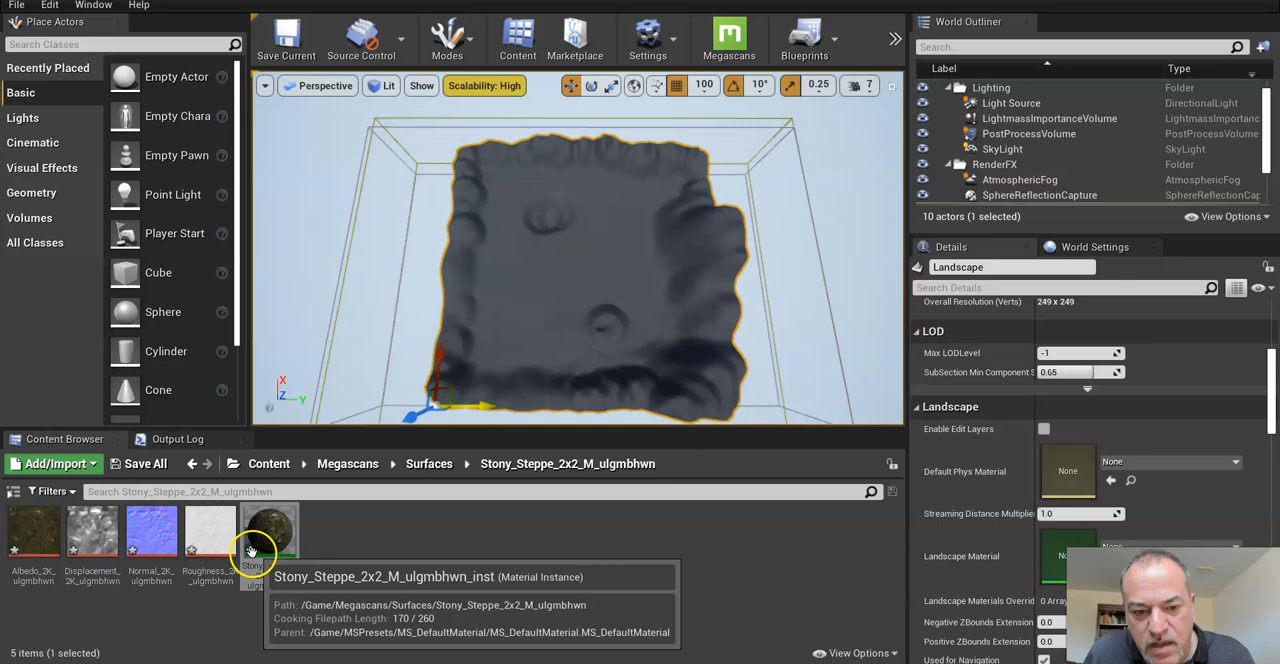 File Edit Window Help
Place Actors
Search Classes
Recently Placed
Basic
Lights
Cinematic
Visual Effects
Geometry
Volumes
All Classes
Empty Actor
Empty Chara
Empty Pawn
Point Light
Player Start
Cube
Sphere
Cylinder
Cone
Save Current
Source Control
Modes
Content
Marketplace
Settings
Megascans
Blueprints
Perspective
Lit
Show
Scalability: High
100
10°
0.25
7
X
Z
Y
World Outliner
Search...
Label Type
Lighting Folder
Light Source DirectionalLight
LightmassImportanceVolume LightmassImportan
PostProcessVolume PostProcessVolume
SkyLight SkyLight
RenderFX Folder
AtmosphericFog AtmosphericFog
SphereReflectionCapture SphereReflectionCap
10 actors (1 selected) View Options
Details World Settings
Landscape
Search Details
Overall Resolution (Verts) 249 x 249
LOD
Max LODLevel -1
SubSection Min Component S 0.65
Landscape
Enable Edit Layers
Default Phys Material None None
Streaming Distance Multiplie 1.0
Landscape Material
Landscape Materials Overrid 0 Array
Negative ZBounds Extension 0.0
Positive ZBounds Extension 0.0
Used for Navigation
Content Browser Output Log
Add/Import Save All Content Megascans Surfaces Stony_Steppe_2x2_M_ulgmbhwn
Filters Search Stony_Steppe_2x2_M_ulgmbhwn
Albedo_2K_
ulgmbhwn
Displacement_
2K_ulgmbhwn
Normal_2K_
ulgmbhwn
Roughness_2
_ulgmbhwn
Stony_Steppe_2x2_M_ulgmbhwn_inst (Material Instance)
Path: /Game/Megascans/Surfaces/Stony_Steppe_2x2_M_ulgmbhwn
Cooking Filepath Length: 170 / 260
Parent: /Game/MSPresets/MS_DefaultMaterial/MS_DefaultMaterial.MS_DefaultMaterial
5 items (1 selected) View Options